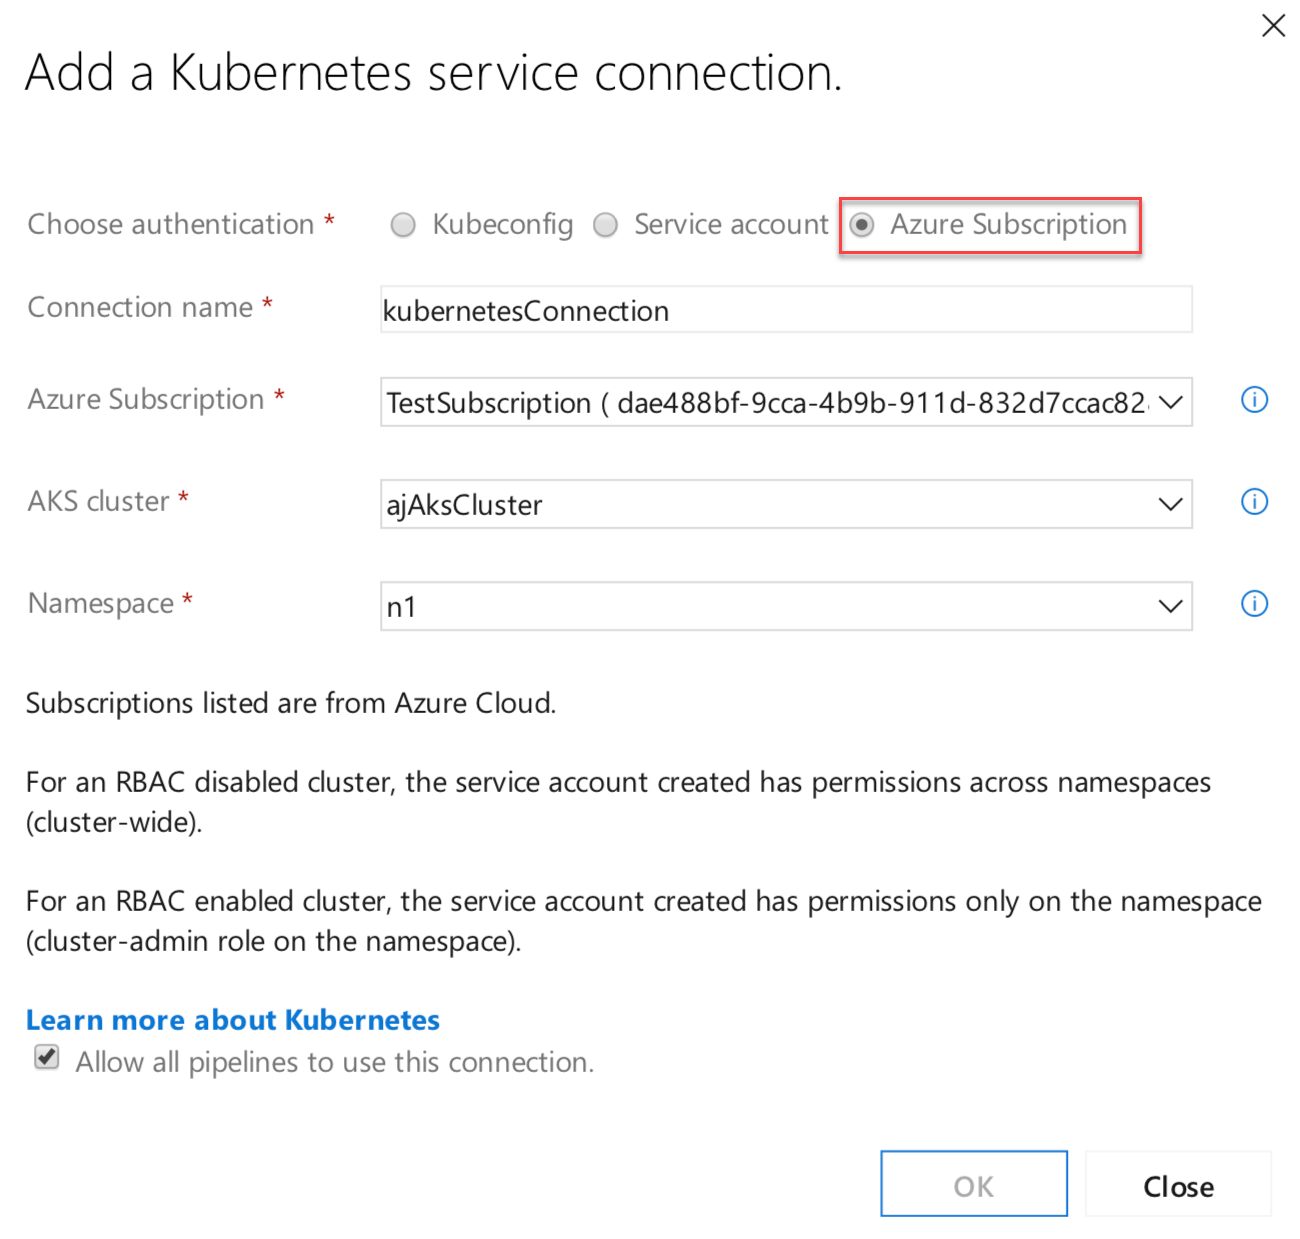 Add a Kubernetes service connection.
Choose authentication * Kubeconfig Service account Azure Subscription
Connection name * kubernetesConnection
Azure Subscription * TestSubscription ( dae488bf-9cca-4b9b-911d-832d7ccac82
AKS cluster * ajAksCluster
Namespace * n1
Subscriptions listed are from Azure Cloud.
For an RBAC disabled cluster, the service account created has permissions across namespaces
(cluster-wide).
For an RBAC enabled cluster, the service account created has permissions only on the namespace
(cluster-admin role on the namespace).
Learn more about Kubernetes
Allow all pipelines to use this connection.
OK Close